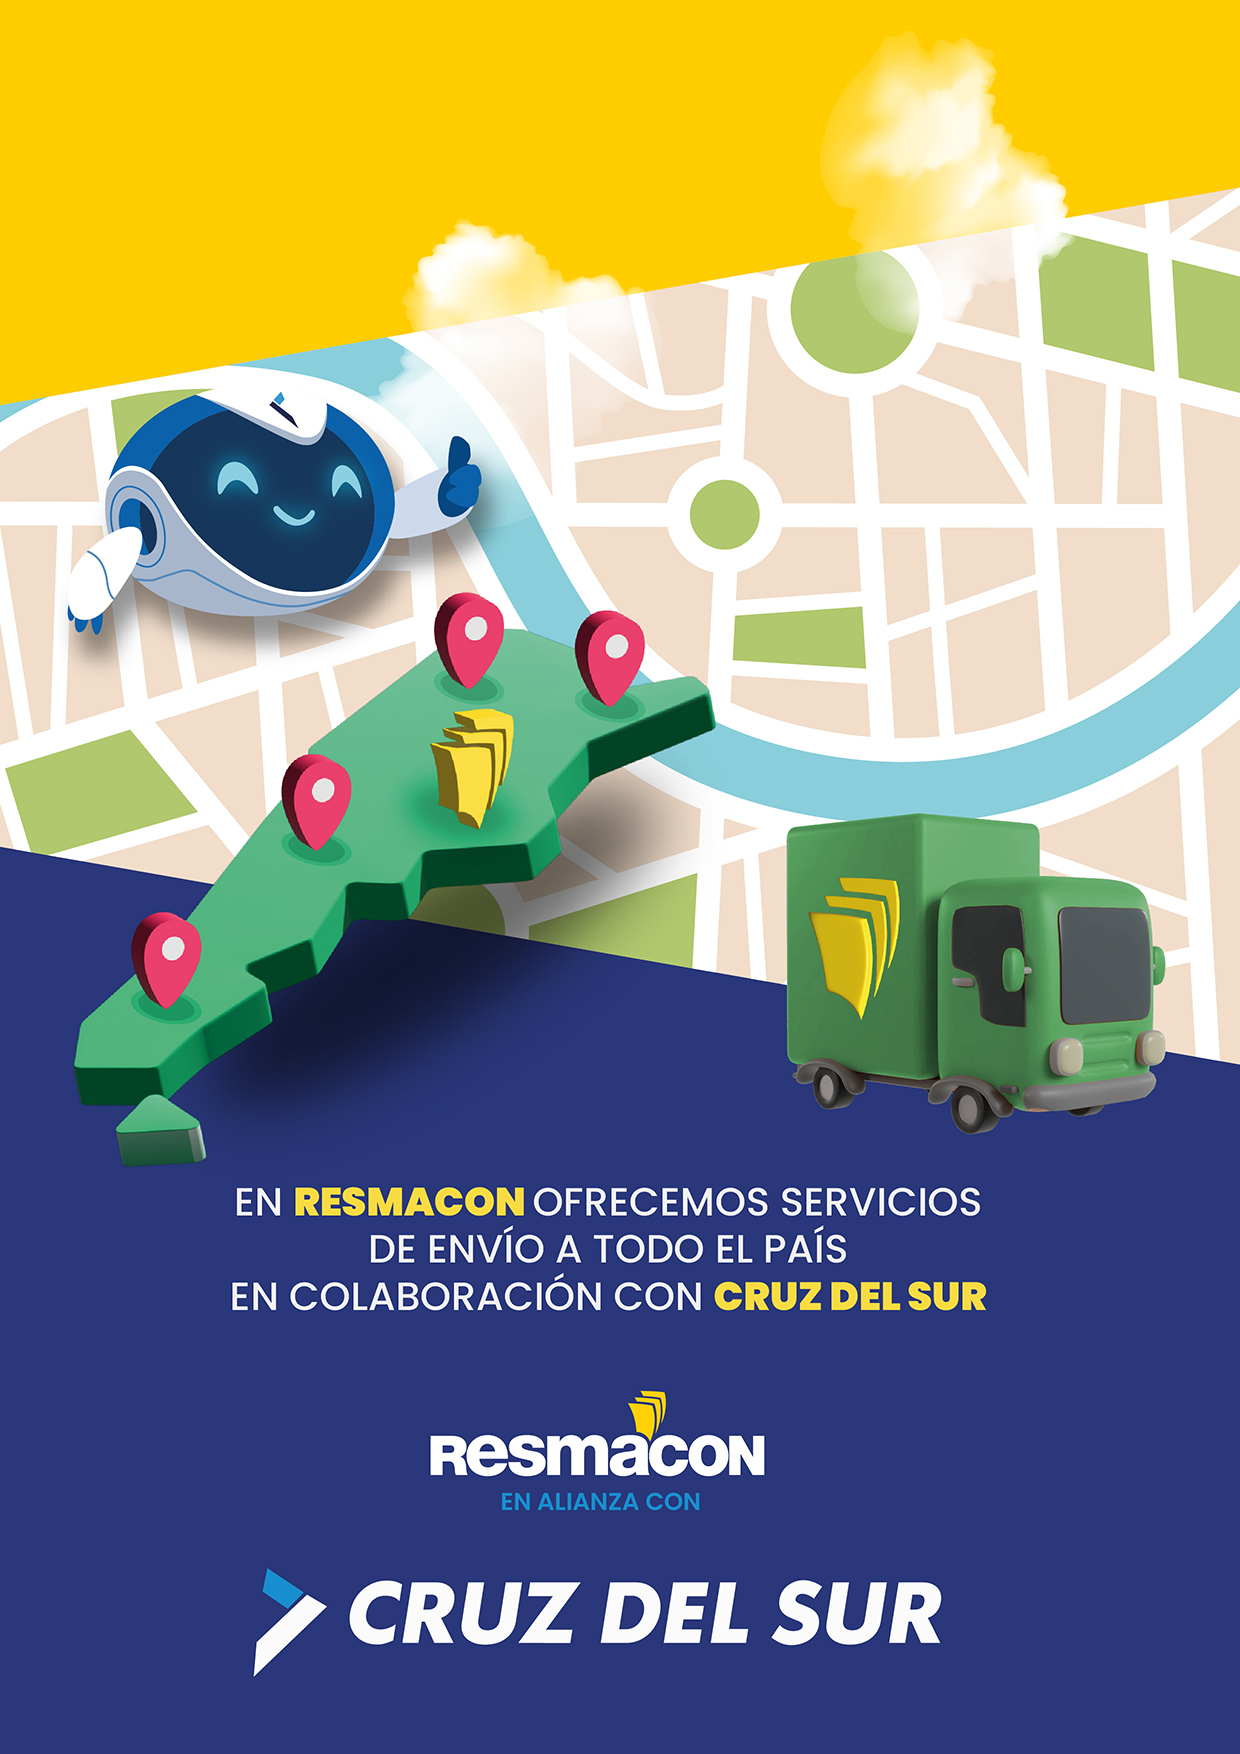 EN RESMACON OFRECEMOS SERVICIOS
DE ENVÍO A TODO EL PAÍS
EN COLABORACIÓN CON CRUZ DEL SUR
Resmacon
EN ALIANZA CON
CRUZ DEL SUR